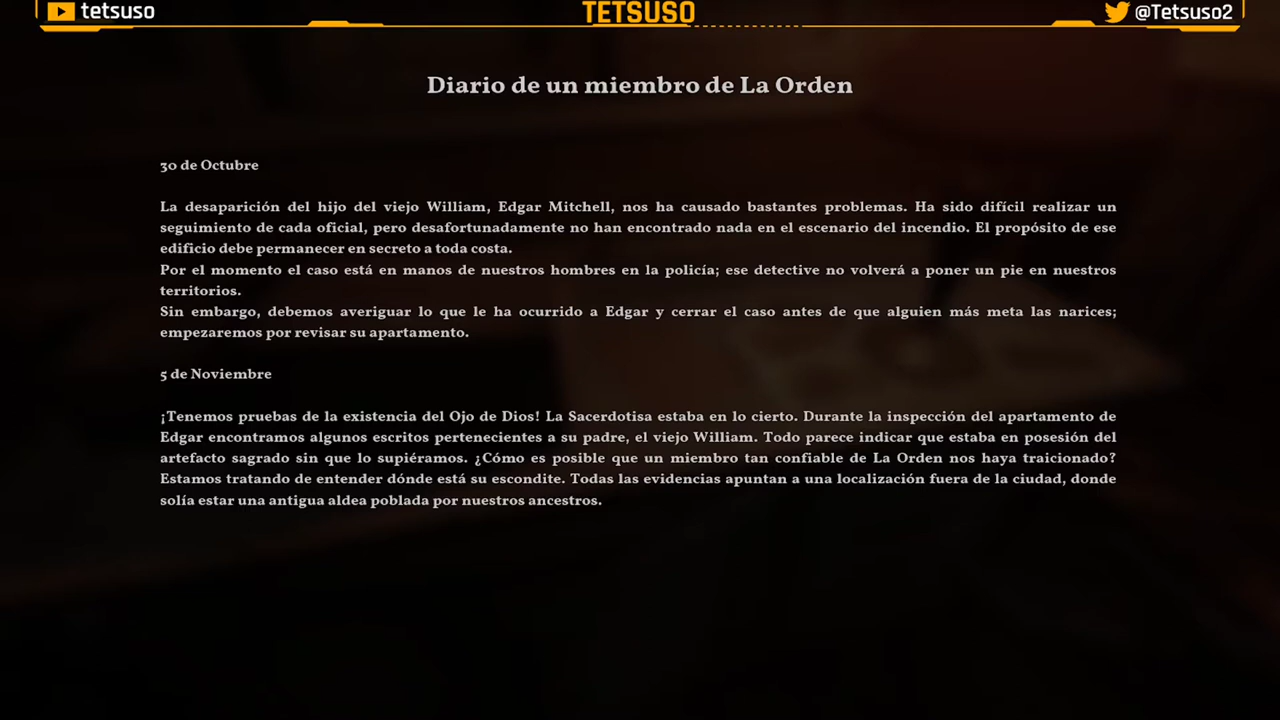 tetsuso
TETSUSO
@Tetsuso2
Diario de un miembro de La Orden
30 de Octubre
La desaparición del hijo del viejo William, Edgar Mitchell, nos ha causado bastantes problemas. Ha sido difícil realizar un
seguimiento de cada oficial, pero desafortunadamente no han encontrado nada en el escenario del incendio. El propósito de ese
edificio debe permanecer en secreto a toda costa.
Por el momento el caso está en manos de nuestros hombres en la policía; ese detective no volverá a poner un pie en nuestros
territorios.
Sin embargo, debemos averiguar lo que le ha ocurrido a Edgar y cerrar el caso antes de que alguien más meta las narices;
empezaremos por revisar su apartamento.
5 de Noviembre
¡Tenemos pruebas de la existencia del Ojo de Dios! La Sacerdotisa estaba en lo cierto. Durante la inspección del apartamento de
Edgar encontramos algunos escritos pertenecientes a su padre, el viejo William. Todo parece indicar que estaba en posesión del
artefacto sagrado sin que lo supiéramos. ¿Cómo es posible que un miembro tan confiable de La Orden nos haya traicionado?
Estamos tratando de entender dónde está su escondite. Todas las evidencias apuntan a una localización fuera de la ciudad, donde
solía estar una antigua aldea poblada por nuestros ancestros.